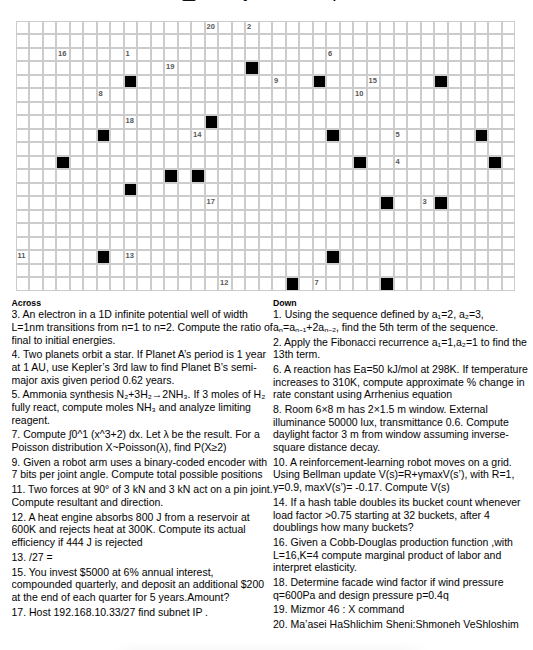 20 2
16 1 6
19
9 15
8 10
18
14 5
4
17 3
11 13
12 7
Across
3. An electron in a 1D infinite potential well of width
L=1nm transitions from n=1 to n=2. Compute the ratio of
final to initial energies.
4. Two planets orbit a star. If Planet A's period is 1 year
at 1 AU, use Kepler's 3rd law to find Planet B's semi-
major axis given period 0.62 years.
5. Ammonia synthesis N₂+3H₂→2NH₃. If 3 moles of H₂
fully react, compute moles NH₃ and analyze limiting
reagent.
7. Compute ∫0^1 (x^3+2) dx. Let λ be the result. For a
Poisson distribution X~Poisson(λ), find P(X≥2)
9. Given a robot arm uses a binary-coded encoder with
7 bits per joint angle. Compute total possible positions
11. Two forces at 90° of 3 kN and 3 kN act on a pin joint.
Compute resultant and direction.
12. A heat engine absorbs 800 J from a reservoir at
600K and rejects heat at 300K. Compute its actual
efficiency if 444 J is rejected
13. /27 =
15. You invest $5000 at 6% annual interest,
compounded quarterly, and deposit an additional $200
at the end of each quarter for 5 years.Amount?
17. Host 192.168.10.33/27 find subnet IP .
Down
1. Using the sequence defined by a₁=2, a₂=3,
aₙ=aₙ₋₁+2aₙ₋₂, find the 5th term of the sequence.
2. Apply the Fibonacci recurrence a₁=1,a₂=1 to find the
13th term.
6. A reaction has Ea=50 kJ/mol at 298K. If temperature
increases to 310K, compute approximate % change in
rate constant using Arrhenius equation
8. Room 6×8 m has 2×1.5 m window. External
illuminance 50000 lux, transmittance 0.6. Compute
daylight factor 3 m from window assuming inverse-
square distance decay.
10. A reinforcement-learning robot moves on a grid.
Using Bellman update V(s)=R+γmaxV(s'), with R=1,
γ=0.9, maxV(s')= -0.17. Compute V(s)
14. If a hash table doubles its bucket count whenever
load factor >0.75 starting at 32 buckets, after 4
doublings how many buckets?
16. Given a Cobb-Douglas production function ,with
L=16,K=4 compute marginal product of labor and
interpret elasticity.
18. Determine facade wind factor if wind pressure
q=600Pa and design pressure p=0.4q
19. Mizmor 46 : X command
20. Ma'asei HaShlichim Sheni:Shmoneh VeShloshim